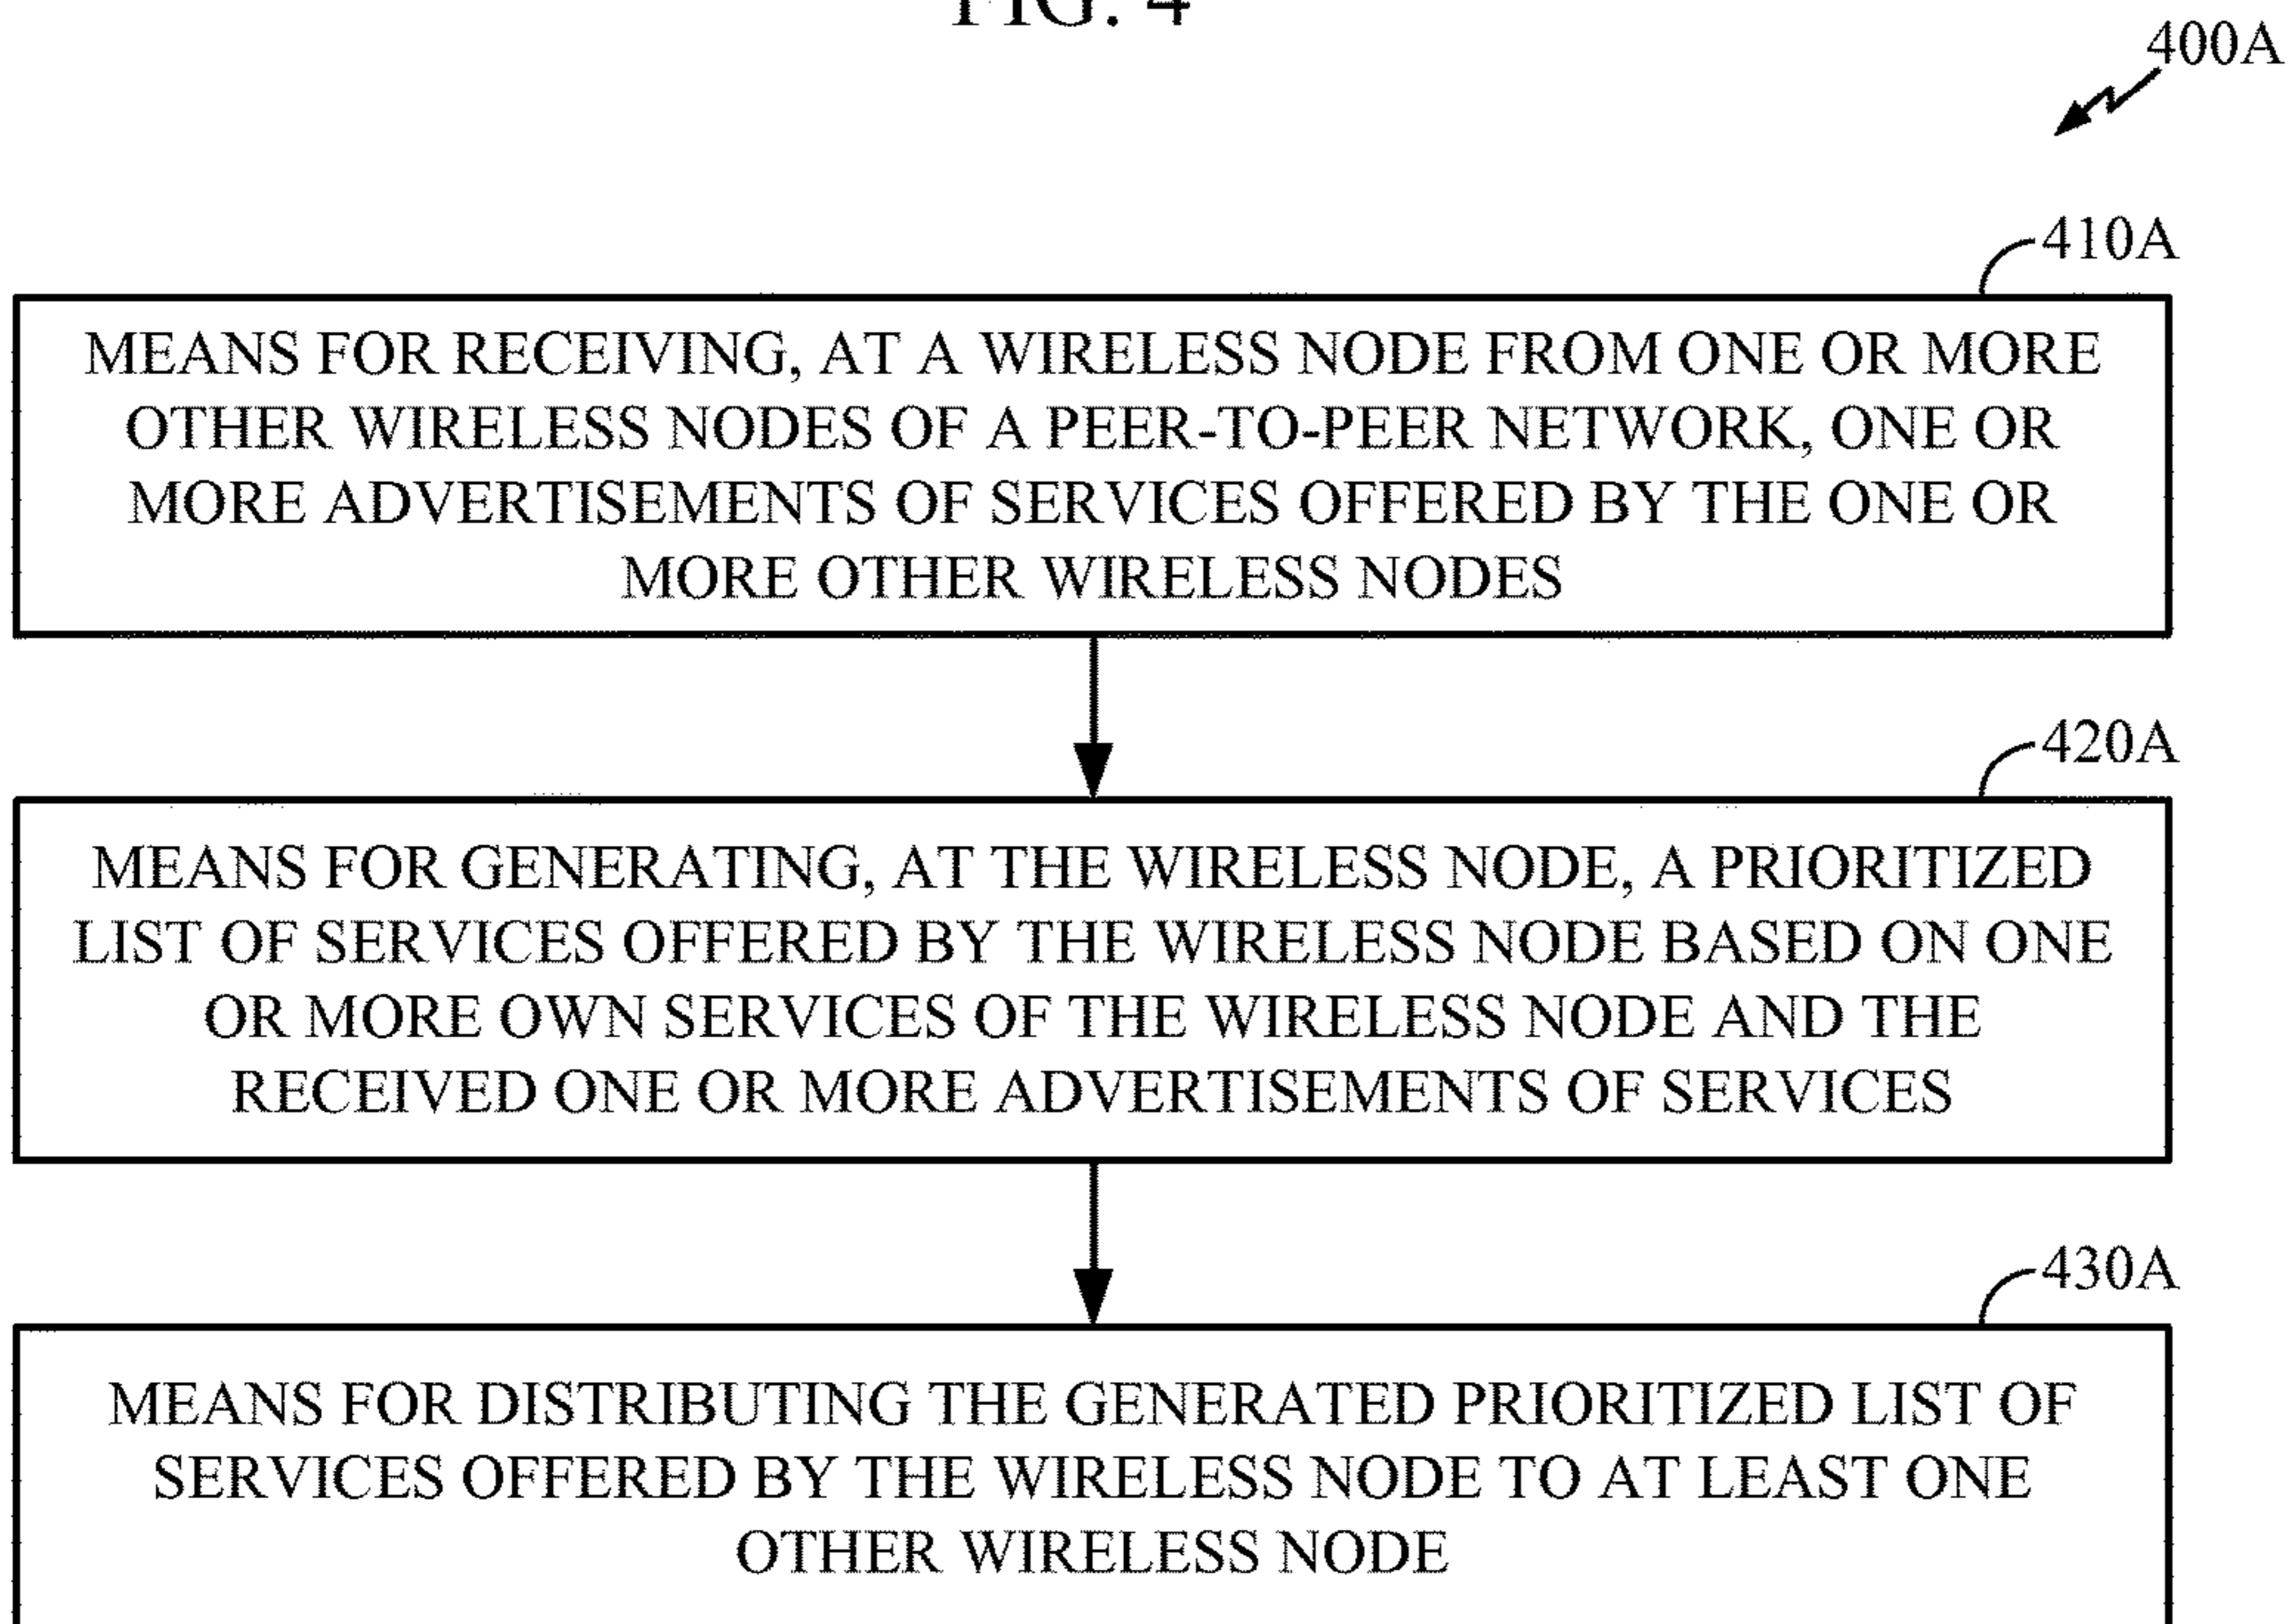 FIG. 4
400A
410A
MEANS FOR RECEIVING, AT A WIRELESS NODE FROM ONE OR MORE
OTHER WIRELESS NODES OF A PEER-TO-PEER NETWORK, ONE OR
MORE ADVERTISEMENTS OF SERVICES OFFERED BY THE ONE OR
MORE OTHER WIRELESS NODES
420A
MEANS FOR GENERATING, AT THE WIRELESS NODE, A PRIORITIZED
LIST OF SERVICES OFFERED BY THE WIRELESS NODE BASED ON ONE
OR MORE OWN SERVICES OF THE WIRELESS NODE AND THE
RECEIVED ONE OR MORE ADVERTISEMENTS OF SERVICES
430A
MEANS FOR DISTRIBUTING THE GENERATED PRIORITIZED LIST OF
SERVICES OFFERED BY THE WIRELESS NODE TO AT LEAST ONE
OTHER WIRELESS NODE